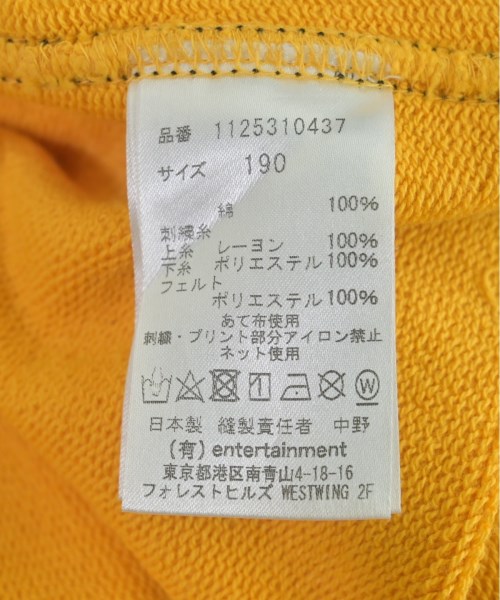 品番 1125310437
サイズ 190
綿 100%
刺繍糸
上糸 レーヨン 100%
下糸 ポリエステル 100%
フェルト
ポリエステル 100%
あて布使用
刺繍・プリント部分アイロン禁止
ネット使用
日本製 縫製責任者 中野
(有) entertainment
東京都港区南青山4-18-16
フォレストヒルズ WESTWING 2F